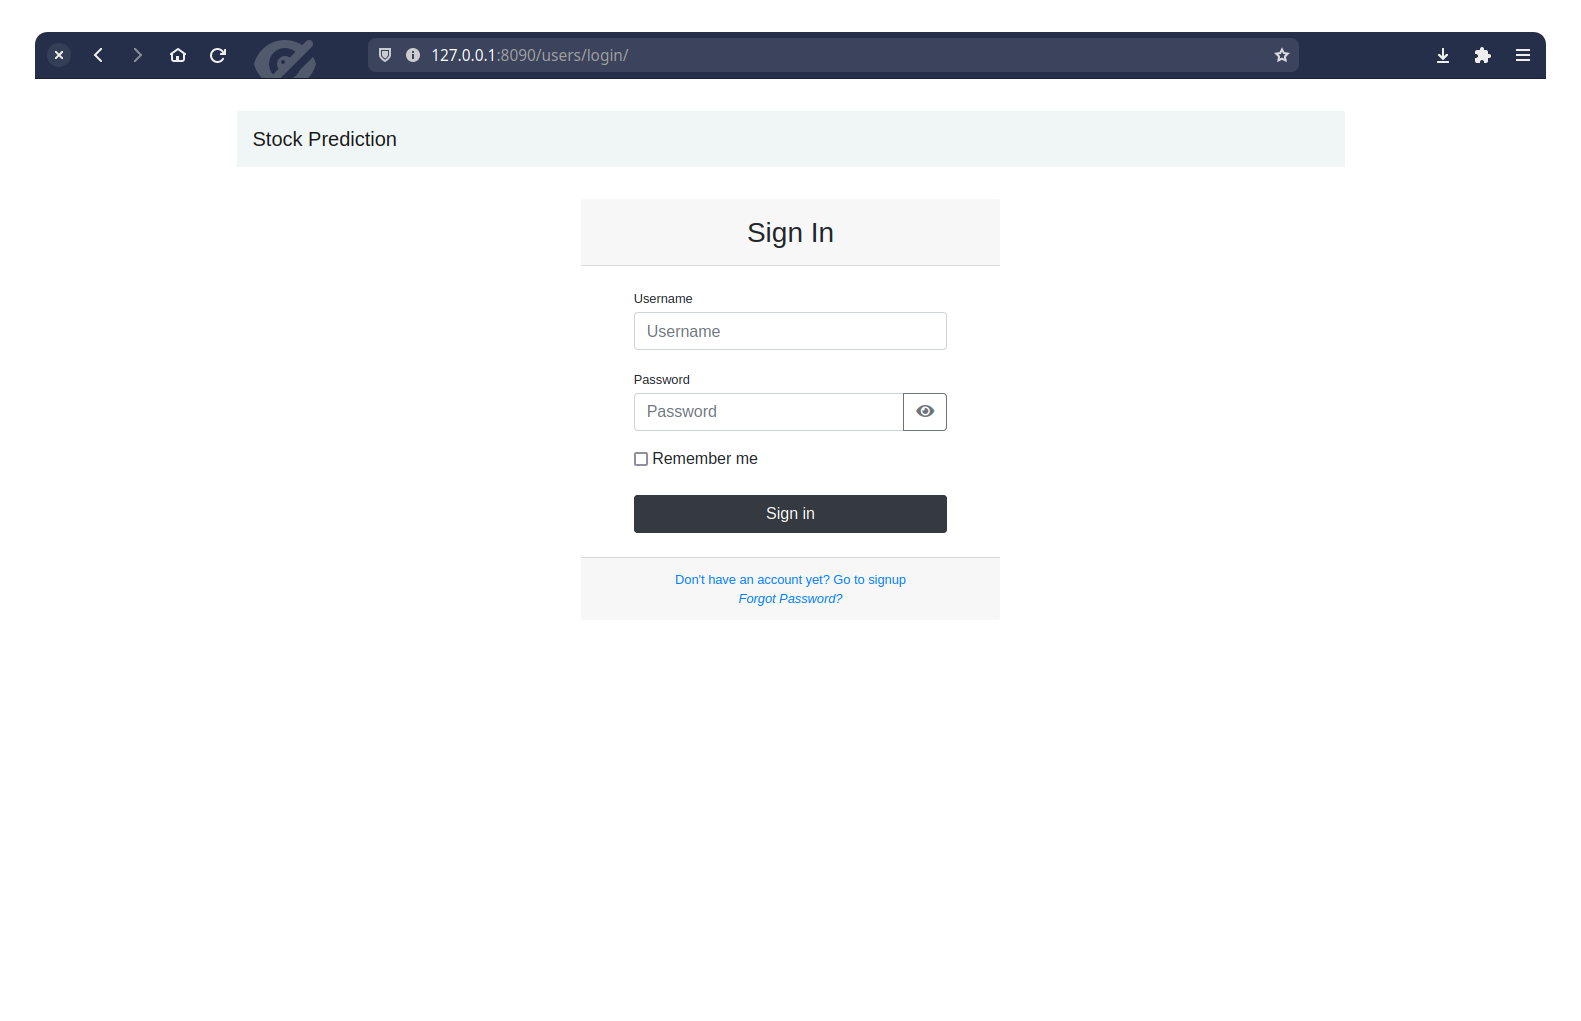 127.0.0.1:8090/users/login/
Stock Prediction
Sign In
Username
Username
Password
Password
Remember me
Sign in
Don't have an account yet? Go to signup
Forgot Password?